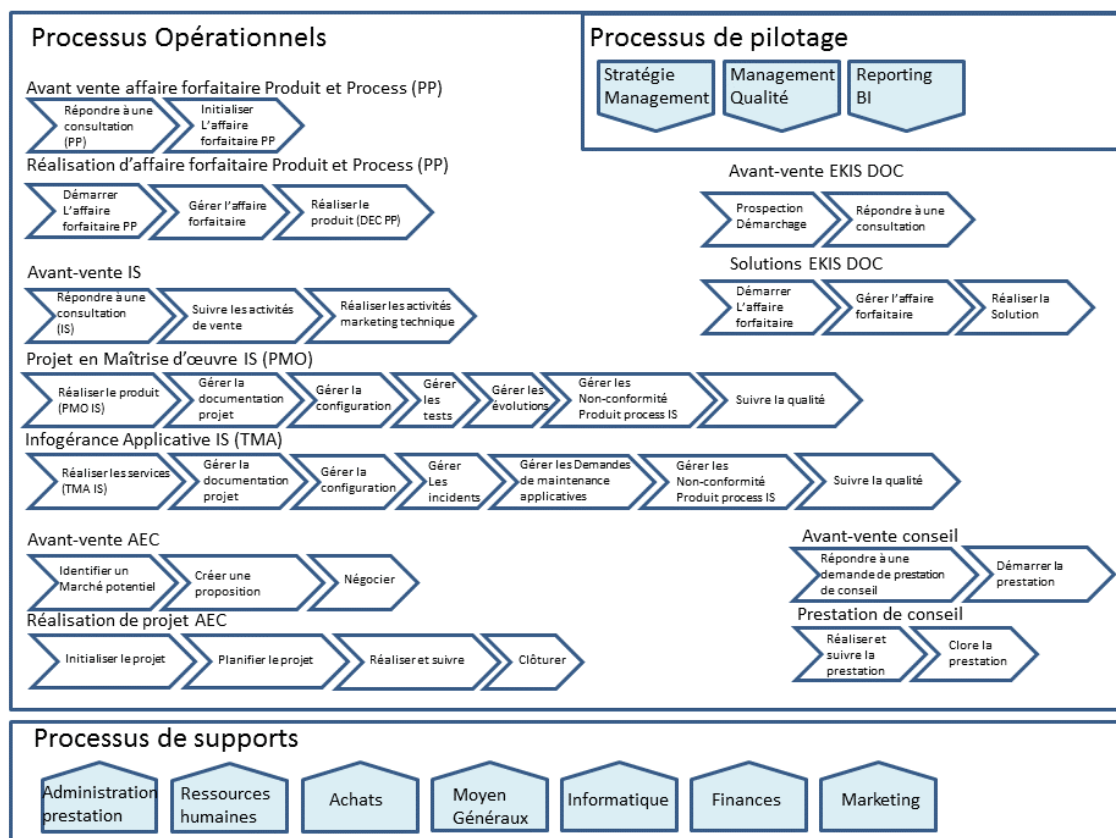 Processus Opérationnels
Avant vente affaire forfaitaire Produit et Process (PP)
Répondre à une
consultation
(PP)
Initialiser
L'affaire
forfaitaire PP
Réalisation d'affaire forfaitaire Produit et Process (PP)
Démarrer
L'affaire
forfaitaire PP
Gérer l'affaire
forfaitaire
Réaliser le
produit (DEC PP)
Avant-vente IS
Répondre à une
consultation
(IS)
Suivre les activités
de vente
Réaliser les activités
marketing technique
Projet en Maîtrise d'œuvre IS (PMO)
Réaliser le produit
(PMO IS)
Gérer la
documentation
projet
Gérer la
configuration
Gérer
les
tests
Gérer les
évolutions
Gérer les
Non-conformité
Produit process IS
Suivre la qualité
Infogérance Applicative IS (TMA)
Réaliser les services
(TMA IS)
Gérer la
documentation
projet
Gérer la
configuration
Gérer
Les
incidents
Gérer les Demandes
de maintenance
applicatives
Gérer les
Non-conformité
Produit process IS
Suivre la qualité
Avant-vente AEC
Identifier un
Marché potentiel
Créer une
proposition
Négocier
Réalisation de projet AEC
Initialiser le projet
Planifier le projet
Réaliser et suivre
Clôturer
Processus de pilotage
Stratégie
Management
Management
Qualité
Reporting
BI
Avant-vente EKIS DOC
Prospection
Démarchage
Répondre à une
consultation
Solutions EKIS DOC
Démarrer
L'affaire
forfaitaire
Gérer l'affaire
forfaitaire
Réaliser la
Solution
Avant-vente conseil
Répondre à une
demande de prestation
de conseil
Démarrer la
prestation
Prestation de conseil
Réaliser et
suivre la
prestation
Clore la
prestation
Processus de supports
Administration
prestation
Ressources
humaines
Achats
Moyen
Généraux
Informatique
Finances
Marketing